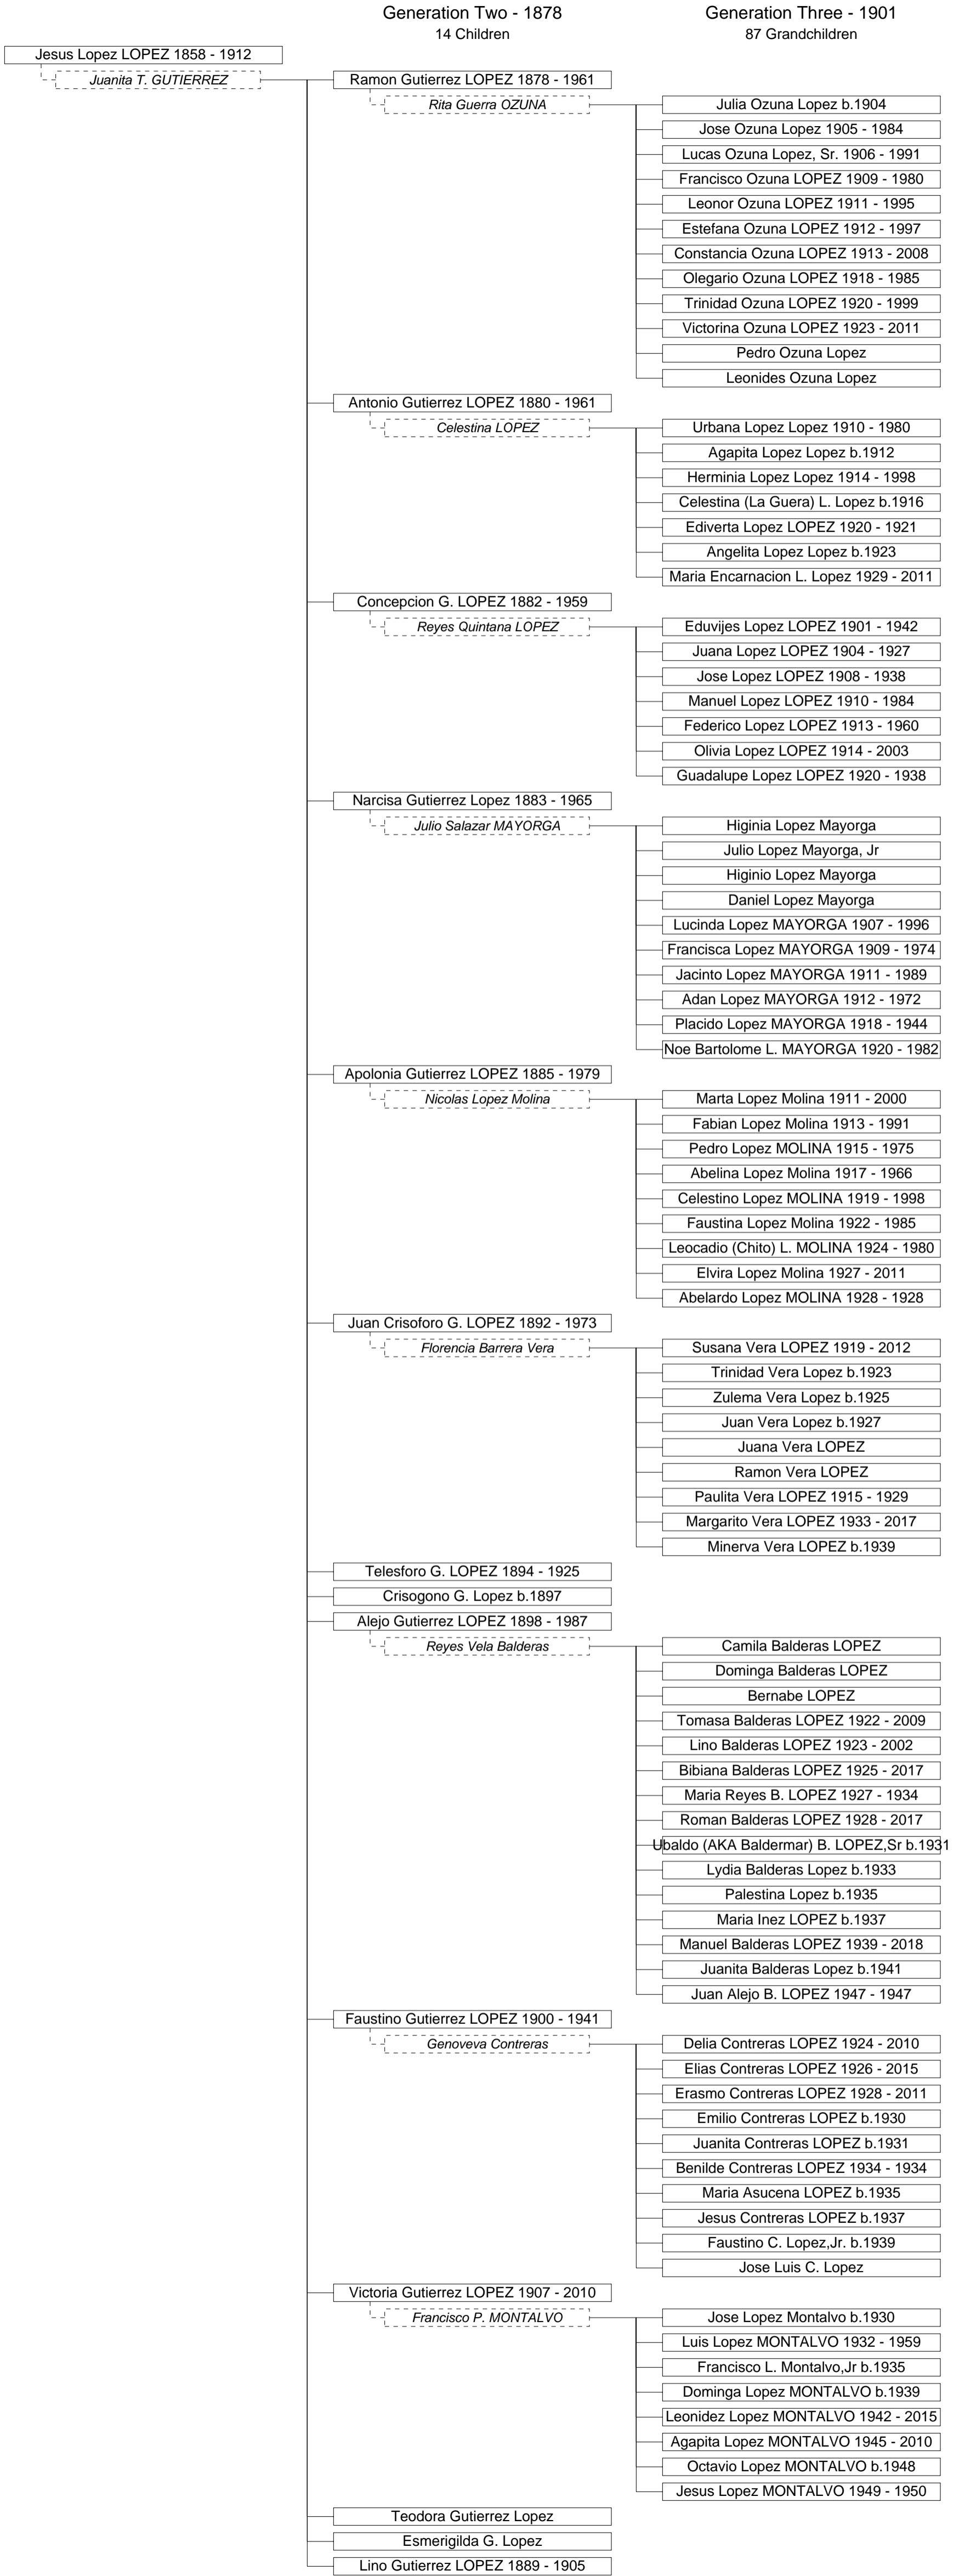 Generation Two - 1878
Generation Three - 1901
14 Children
87 Grandchildren
Jesus Lopez LOPEZ 1858 - 1912
Juanita T. GUTIERREZ
Ramon Gutierrez LOPEZ 1878 - 1961
Rita Guerra OZUNA
Julia Ozuna Lopez b.1904
Jose Ozuna Lopez 1905 - 1984
Lucas Ozuna Lopez, Sr. 1906 - 1991
Francisco Ozuna LOPEZ 1909 - 1980
Leonor Ozuna LOPEZ 1911 - 1995
Estefana Ozuna LOPEZ 1912 - 1997
Constancia Ozuna LOPEZ 1913 - 2008
Olegario Ozuna LOPEZ 1918 - 1985
Trinidad Ozuna LOPEZ 1920 - 1999
Victorina Ozuna LOPEZ 1923 - 2011
Pedro Ozuna Lopez
Leonides Ozuna Lopez
Antonio Gutierrez LOPEZ 1880 - 1961
Celestina LOPEZ
Urbana Lopez Lopez 1910 - 1980
Agapita Lopez Lopez b.1912
Herminia Lopez Lopez 1914 - 1998
Celestina (La Guera) L. Lopez b.1916
Ediverta Lopez LOPEZ 1920 - 1921
Angelita Lopez Lopez b.1923
Maria Encarnacion L. Lopez 1929 - 2011
Concepcion G. LOPEZ 1882 - 1959
Reyes Quintana LOPEZ
Eduvijes Lopez LOPEZ 1901 - 1942
Juana Lopez LOPEZ 1904 - 1927
Jose Lopez LOPEZ 1908 - 1938
Manuel Lopez LOPEZ 1910 - 1984
Federico Lopez LOPEZ 1913 - 1960
Olivia Lopez LOPEZ 1914 - 2003
Guadalupe Lopez LOPEZ 1920 - 1938
Narcisa Gutierrez Lopez 1883 - 1965
Julio Salazar MAYORGA
Higinia Lopez Mayorga
Julio Lopez Mayorga, Jr
Higinio Lopez Mayorga
Daniel Lopez Mayorga
Lucinda Lopez MAYORGA 1907 - 1996
Francisca Lopez MAYORGA 1909 - 1974
Jacinto Lopez MAYORGA 1911 - 1989
Adan Lopez MAYORGA 1912 - 1972
Placido Lopez MAYORGA 1918 - 1944
Noe Bartolome L. MAYORGA 1920 - 1982
Apolonia Gutierrez LOPEZ 1885 - 1979
Nicolas Lopez Molina
Marta Lopez Molina 1911 - 2000
Fabian Lopez Molina 1913 - 1991
Pedro Lopez MOLINA 1915 - 1975
Abelina Lopez Molina 1917 - 1966
Celestino Lopez MOLINA 1919 - 1998
Faustina Lopez Molina 1922 - 1985
Leocadio (Chito) L. MOLINA 1924 - 1980
Elvira Lopez Molina 1927 - 2011
Abelardo Lopez MOLINA 1928 - 1928
Juan Crisoforo G. LOPEZ 1892 - 1973
Florencia Barrera Vera
Susana Vera LOPEZ 1919 - 2012
Trinidad Vera Lopez b.1923
Zulema Vera Lopez b.1925
Juan Vera Lopez b.1927
Juana Vera LOPEZ
Ramon Vera LOPEZ
Paulita Vera LOPEZ 1915 - 1929
Margarito Vera LOPEZ 1933 - 2017
Minerva Vera LOPEZ b.1939
Telesforo G. LOPEZ 1894 - 1925
Crisogono G. Lopez b.1897
Alejo Gutierrez LOPEZ 1898 - 1987
Reyes Vela Balderas
Camila Balderas LOPEZ
Dominga Balderas LOPEZ
Bernabe LOPEZ
Tomasa Balderas LOPEZ 1922 - 2009
Lino Balderas LOPEZ 1923 - 2002
Bibiana Balderas LOPEZ 1925 - 2017
Maria Reyes B. LOPEZ 1927 - 1934
Roman Balderas LOPEZ 1928 - 2017
Ubaldo (AKA Baldermar) B. LOPEZ,Sr b.1931
Lydia Balderas Lopez b.1933
Palestina Lopez b.1935
Maria Inez LOPEZ b.1937
Manuel Balderas LOPEZ 1939 - 2018
Juanita Balderas Lopez b.1941
Juan Alejo B. LOPEZ 1947 - 1947
Faustino Gutierrez LOPEZ 1900 - 1941
Genoveva Contreras
Delia Contreras LOPEZ 1924 - 2010
Elias Contreras LOPEZ 1926 - 2015
Erasmo Contreras LOPEZ 1928 - 2011
Emilio Contreras LOPEZ b.1930
Juanita Contreras LOPEZ b.1931
Benilde Contreras LOPEZ 1934 - 1934
Maria Asucena LOPEZ b.1935
Jesus Contreras LOPEZ b.1937
Faustino C. Lopez,Jr. b.1939
Jose Luis C. Lopez
Victoria Gutierrez LOPEZ 1907 - 2010
Francisco P. MONTALVO
Jose Lopez Montalvo b.1930
Luis Lopez MONTALVO 1932 - 1959
Francisco L. Montalvo,Jr b.1935
Dominga Lopez MONTALVO b.1939
Leonidez Lopez MONTALVO 1942 - 2015
Agapita Lopez MONTALVO 1945 - 2010
Octavio Lopez MONTALVO b.1948
Jesus Lopez MONTALVO 1949 - 1950
Teodora Gutierrez Lopez
Esmerigilda G. Lopez
Lino Gutierrez LOPEZ 1889 - 1905